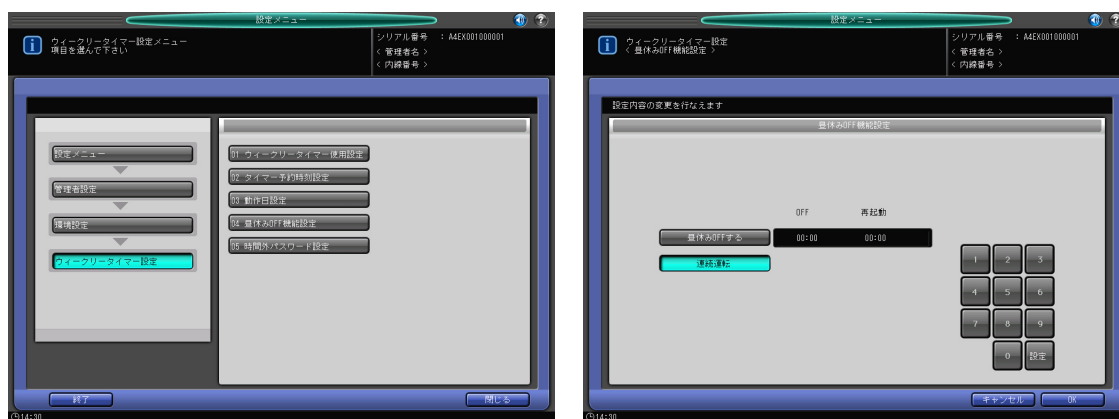 設定メニュー
ウィークリータイマー設定メニュー
項目を選んで下さい
シリアル番号 : A4EX001000001
< 管理者名 >
< 内線番号 >
設定メニュー
管理者設定
環境設定
ウィークリータイマー設定
01 ウィークリータイマー使用設定
02 タイマー予約時刻設定
03 動作日設定
04 昼休みOFF機能設定
05 時間外パスワード設定
終了
閉じる
14:30
設定メニュー
ウィークリータイマー設定
< 昼休みOFF機能設定 >
シリアル番号 : A4EX001000001
< 管理者名 >
< 内線番号 >
設定内容の変更を行なえます
昼休みOFF機能設定
OFF 再起動
昼休みOFFする 00:00 00:00
連続運転
1 2 3
4 5 6
7 8 9
0 設定
キャンセル OK
14:30